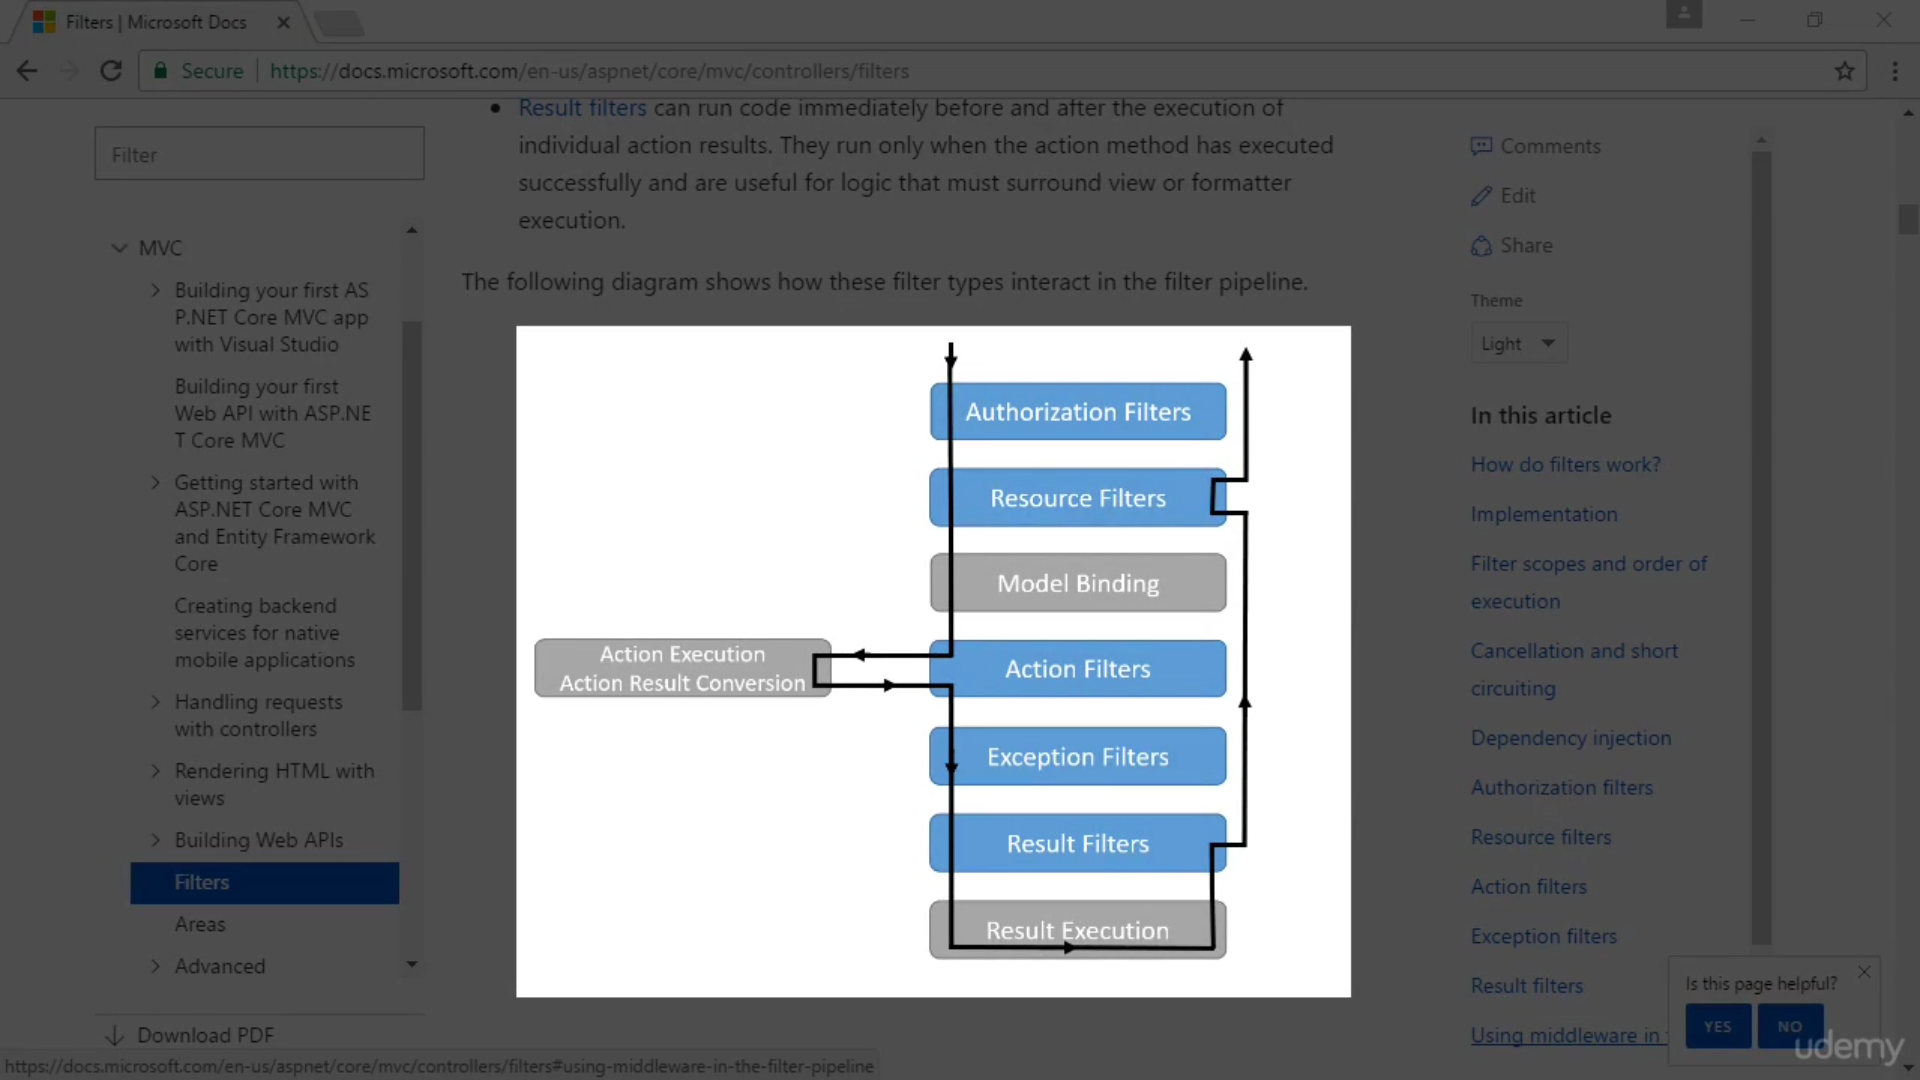 Filters | Microsoft Docs
Secure
https://docs.microsoft.com/en-us/aspnet/core/mvc/controllers/filters
Filter
MVC
Building your first AS
P.NET Core MVC app
with Visual Studio
Building your first
Web API with ASP.NE
T Core MVC
Getting started with
ASP.NET Core MVC
and Entity Framework
Core
Creating backend
services for native
mobile applications
Handling requests
with controllers
Rendering HTML with
views
Building Web APIs
Filters
Areas
Advanced
Download PDF
Result filters can run code immediately before and after the execution of
individual action results. They run only when the action method has executed
successfully and are useful for logic that must surround view or formatter
execution.
The following diagram shows how these filter types interact in the filter pipeline.
Authorization Filters
Resource Filters
Model Binding
Action Execution
Action Result Conversion
Action Filters
Exception Filters
Result Filters
Result Execution
Comments
Edit
Share
Theme
Light
In this article
How do filters work?
Implementation
Filter scopes and order of
execution
Cancellation and short
circuiting
Dependency injection
Authorization filters
Resource filters
Action filters
Exception filters
Result filters
Using middleware in
Is this page helpful?
YES
NO
udemy
https://docs.microsoft.com/en-us/aspnet/core/mvc/controllers/filters#using-middleware-in-the-filter-pipeline